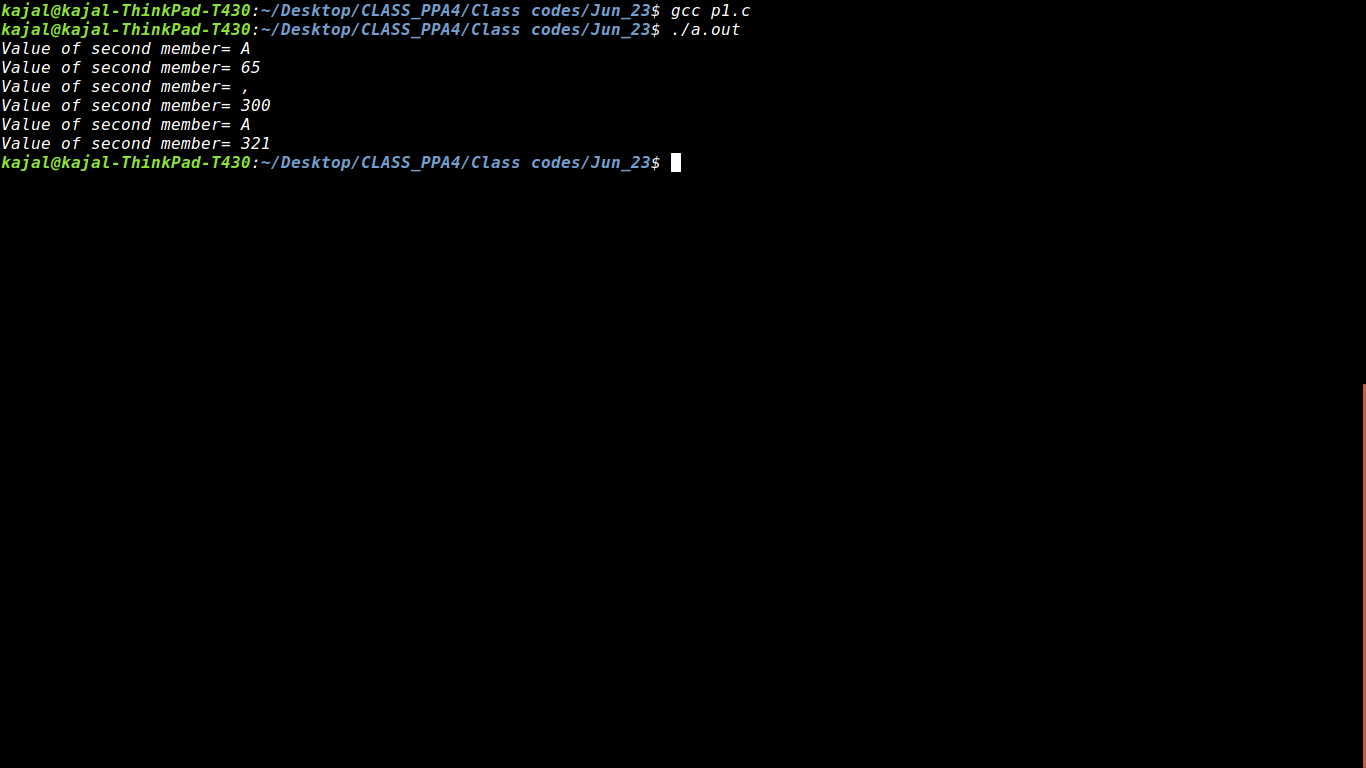 kajal@kajal-ThinkPad-T430:~/Desktop/CLASS_PPA4/Class codes/Jun_23$ gcc p1.c
kajal@kajal-ThinkPad-T430:~/Desktop/CLASS_PPA4/Class codes/Jun_23$ ./a.out
Value of second member= A
Value of second member= 65
Value of second member= ,
Value of second member= 300
Value of second member= A
Value of second member= 321
kajal@kajal-ThinkPad-T430:~/Desktop/CLASS_PPA4/Class codes/Jun_23$